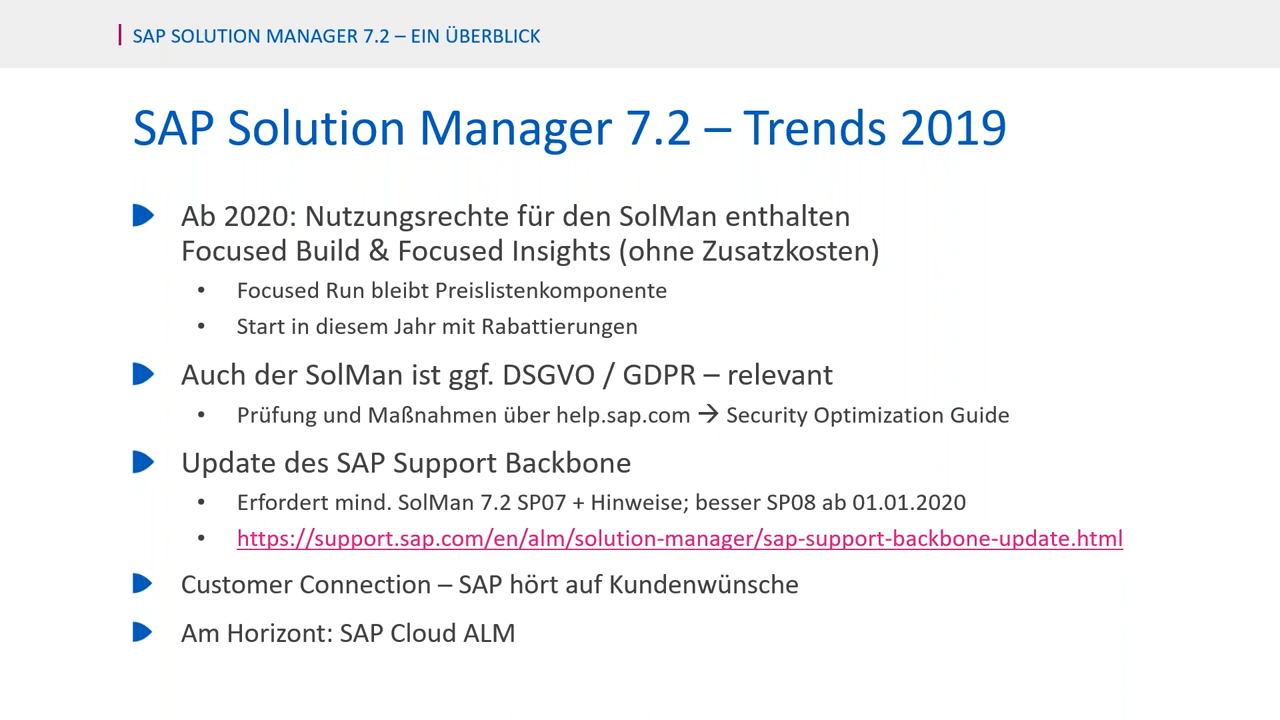 SAP SOLUTION MANAGER 7.2 – EIN ÜBERBLICK
SAP Solution Manager 7.2 – Trends 2019
Ab 2020: Nutzungsrechte für den SolMan enthalten
Focused Build & Focused Insights (ohne Zusatzkosten)
• Focused Run bleibt Preislistenkomponente
• Start in diesem Jahr mit Rabattierungen
Auch der SolMan ist ggf. DSGVO / GDPR – relevant
• Prüfung und Maßnahmen über help.sap.com → Security Optimization Guide
Update des SAP Support Backbone
• Erfordert mind. SolMan 7.2 SP07 + Hinweise; besser SP08 ab 01.01.2020
• https://support.sap.com/en/alm/solution-manager/sap-support-backbone-update.html
Customer Connection – SAP hört auf Kundenwünsche
Am Horizont: SAP Cloud ALM